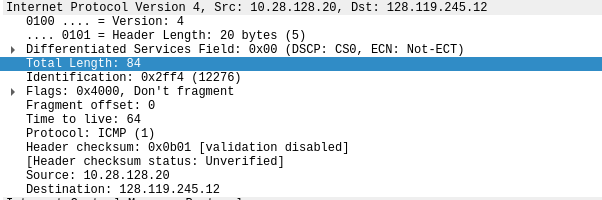 Internet Protocol Version 4, Src: 10.28.128.20, Dst: 128.119.245.12
0100 .... = Version: 4
.... 0101 = Header Length: 20 bytes (5)
Differentiated Services Field: 0x00 (DSCP: CS0, ECN: Not-ECT)
Total Length: 84
Identification: 0x2ff4 (12276)
Flags: 0x4000, Don't fragment
Fragment offset: 0
Time to live: 64
Protocol: ICMP (1)
Header checksum: 0x0b01 [validation disabled]
[Header checksum status: Unverified]
Source: 10.28.128.20
Destination: 128.119.245.12